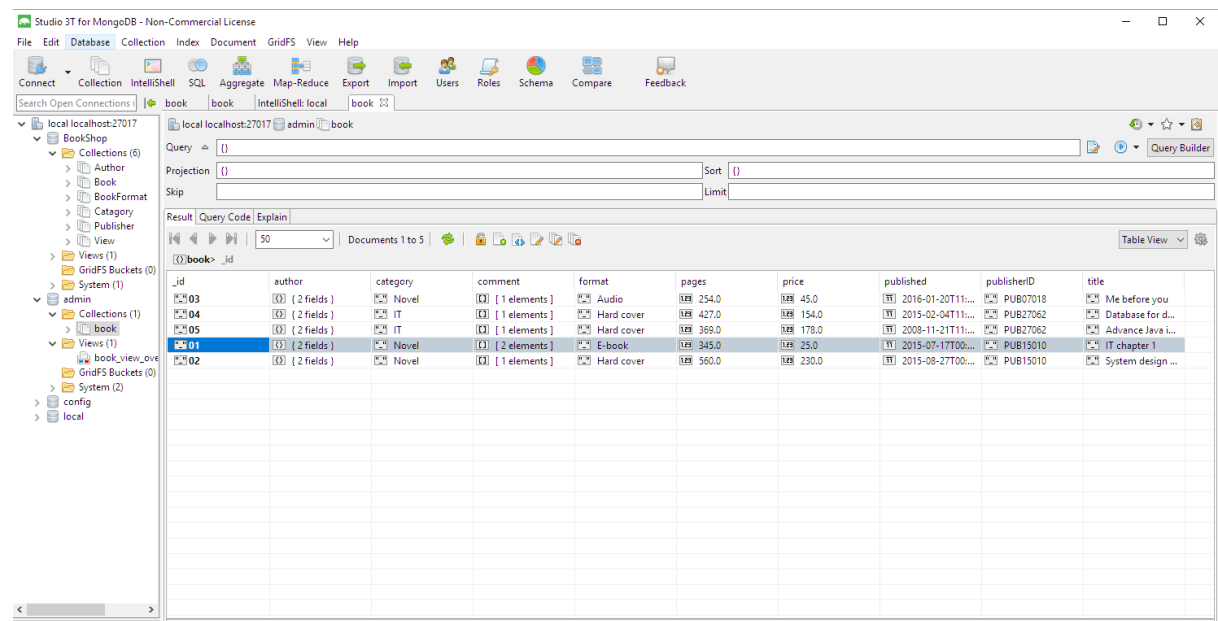 Studio 3T for MongoDB - Non-Commercial License
File Edit Database Collection Index Document GridFS View Help
Connect Collection IntelliShell SQL Aggregate Map-Reduce Export Import Users Roles Schema Compare Feedback
Search Open Connections ( book book IntelliShell: local book
local localhost:27017
BookShop
Collections (6)
Author
Book
BookFormat
Catagory
Publisher
View
Views (1)
GridFS Buckets (0)
System (1)
admin
Collections (1)
book
Views (1)
book_view_ove
GridFS Buckets (0)
System (2)
config
local
local localhost:27017 admin book
Query {} Query Builder
Projection {} Sort {}
Skip Limit
Result Query Code Explain
50 Documents 1 to 5 Table View
book > _id
_id author category comment format pages price published publisherID title
03 { 2 fields } Novel [ 1 elements ] Audio 254.0 45.0 2016-01-20T11:... PUB07018 Me before you
04 { 2 fields } IT [ 1 elements ] Hard cover 427.0 154.0 2015-02-04T11:... PUB27062 Database for d...
05 { 2 fields } IT [ 1 elements ] Hard cover 369.0 178.0 2008-11-21T11:... PUB27062 Advance Java i...
01 { 2 fields } Novel [ 2 elements ] E-book 345.0 25.0 2015-07-17T00:... PUB15010 IT chapter 1
02 { 2 fields } Novel [ 1 elements ] Hard cover 560.0 230.0 2015-08-27T00:... PUB15010 System design ...